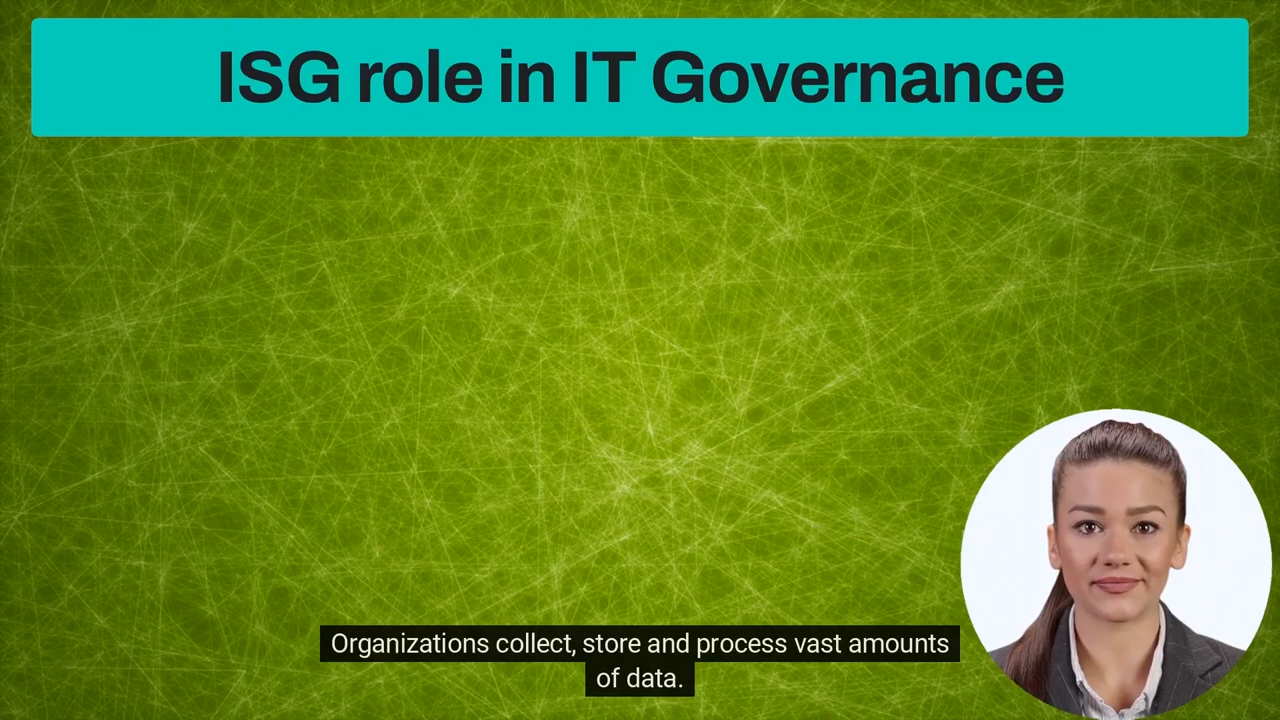 ISG role in IT Governance
Organizations collect, store and process vast amounts
of data.